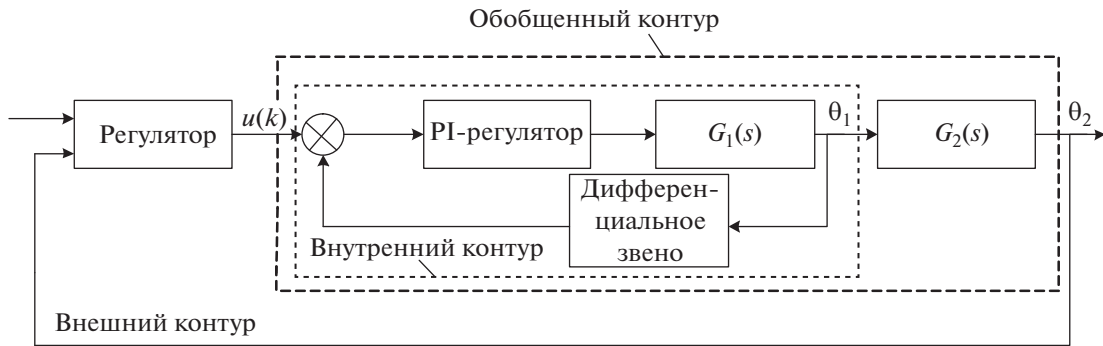 Обобщенный контур
Регулятор
u(k)
PI-регулятор
G₁(s)
θ₁
G₂(s)
θ₂
Дифферен-
циальное
звено
Внутренний контур
Внешний контур